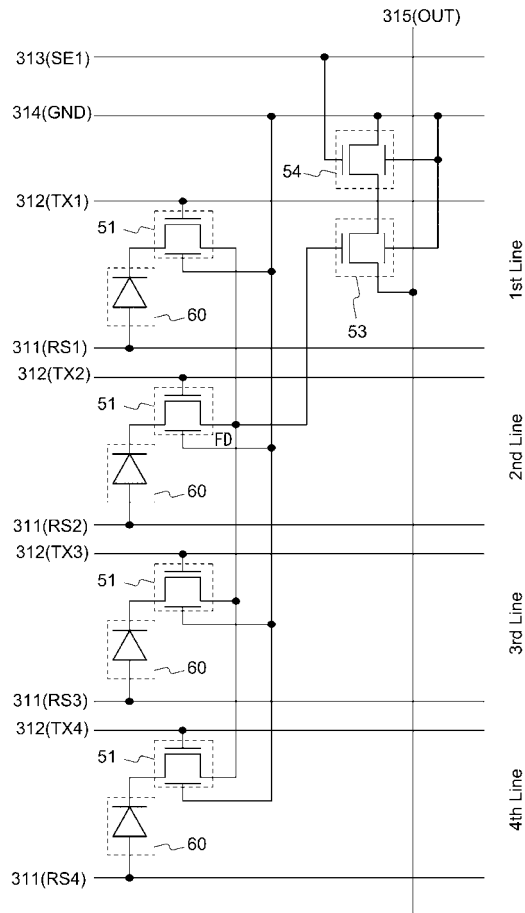 315(OUT)
313(SE1)
314(GND)
54
312(TX1)
51
53
60
1st Line
311(RS1)
312(TX2)
51
FD
60
2nd Line
311(RS2)
312(TX3)
51
60
3rd Line
311(RS3)
312(TX4)
51
60
4th Line
311(RS4)